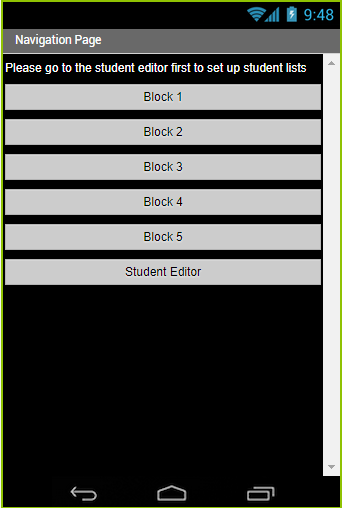 9:48
Navigation Page
Please go to the student editor first to set up student lists
Block 1
Block 2
Block 3
Block 4
Block 5
Student Editor